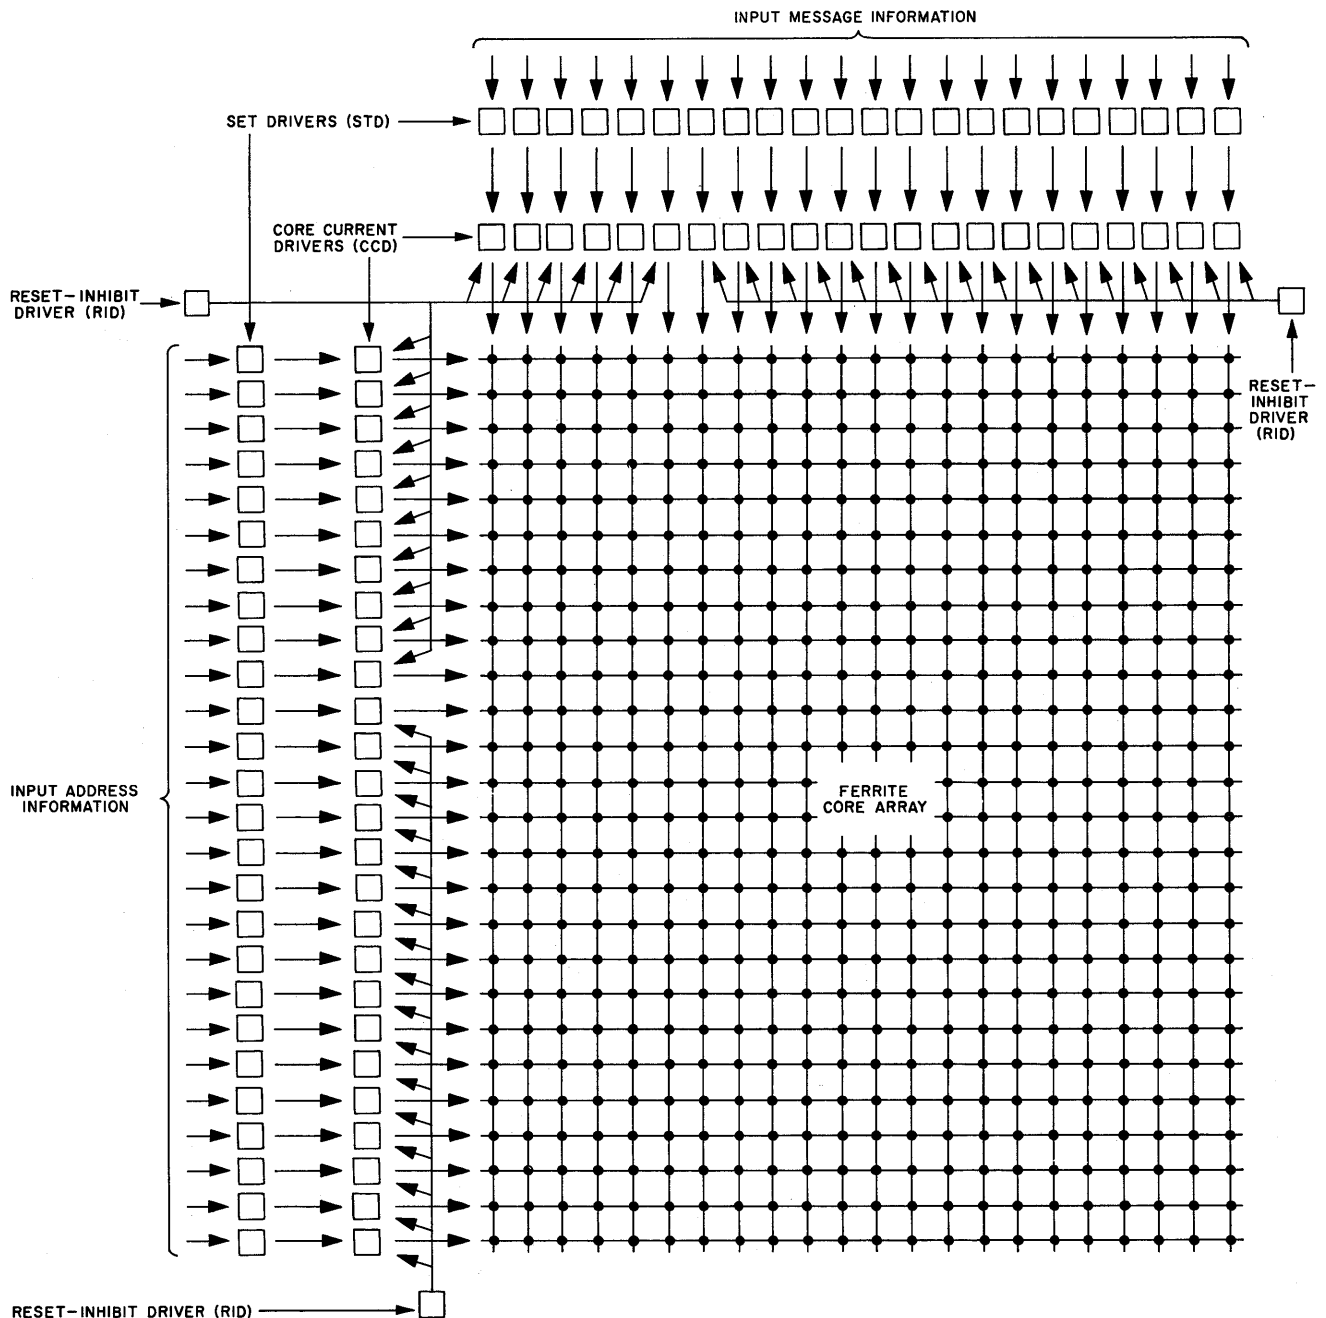 INPUT MESSAGE INFORMATION
SET DRIVERS (STD)
CORE CURRENT
DRIVERS (CCD)
RESET-INHIBIT
DRIVER (RID)
RESET-
INHIBIT
DRIVER
(RID)
INPUT ADDRESS
INFORMATION
FERRITE
CORE ARRAY
RESET-INHIBIT DRIVER (RID)